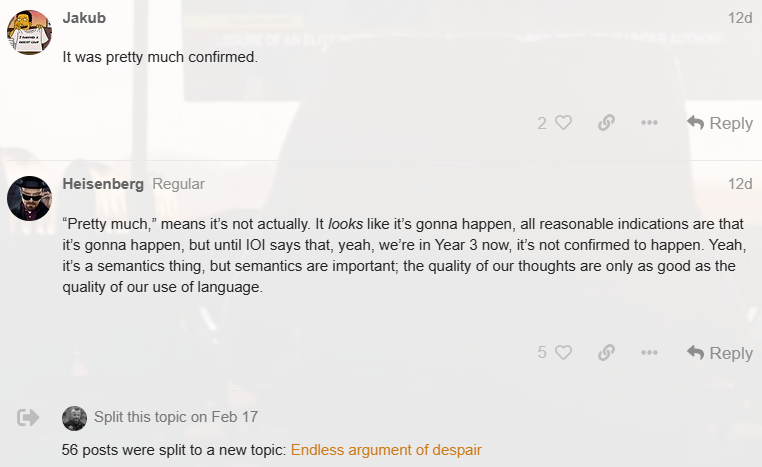 Jakub
12d
It was pretty much confirmed.
2
Reply
Heisenberg Regular
12d
“Pretty much,” means it’s not actually. It looks like it’s gonna happen, all reasonable indications are that
it’s gonna happen, but until IOI says that, yeah, we’re in Year 3 now, it’s not confirmed to happen. Yeah,
it’s a semantics thing, but semantics are important; the quality of our thoughts are only as good as the
quality of our use of language.
5
Reply
Split this topic on Feb 17
56 posts were split to a new topic: Endless argument of despair